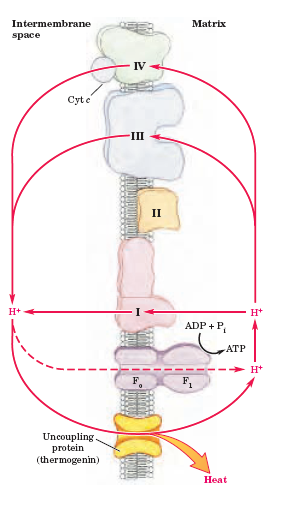 Intermembrane
space
Matrix
IV
Cyt c
III
II
H⁺
I
H⁺
ADP + Pᵢ
ATP
H⁺
Fₒ
F₁
Uncoupling
protein
(thermogenin)
Heat